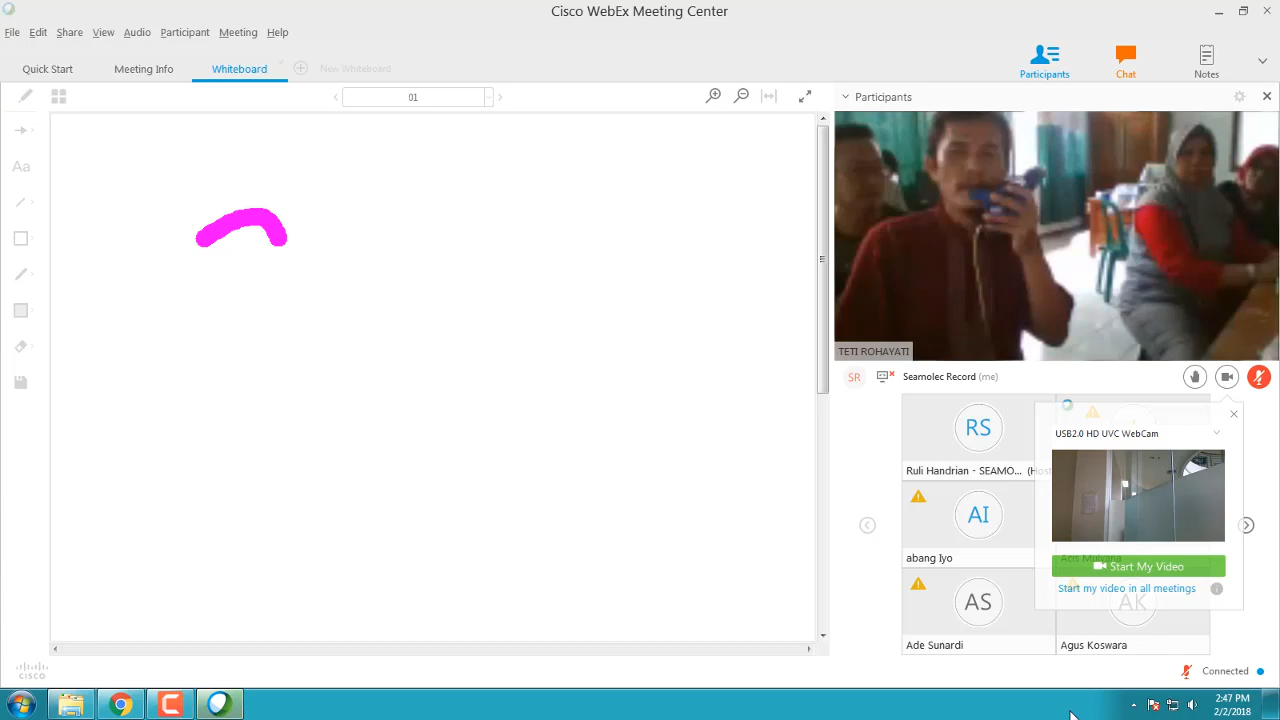 Cisco WebEx Meeting Center
File Edit Share View Audio Participant Meeting Help
Quick Start Meeting Info Whiteboard New Whiteboard
Participants Chat Notes
01
Participants
Aa
TETI ROHAYATI
SR Seamolec Record (me)
RS
Ruli Handrian - SEAMO... (Host
USB2.0 HD UVC WebCam
AI
abang Iyo
Acis Mulyana
Start My Video
Start my video in all meetings
AS
AK
Ade Sunardi
Agus Koswara
cisco
Connected
2:47 PM
2/2/2018